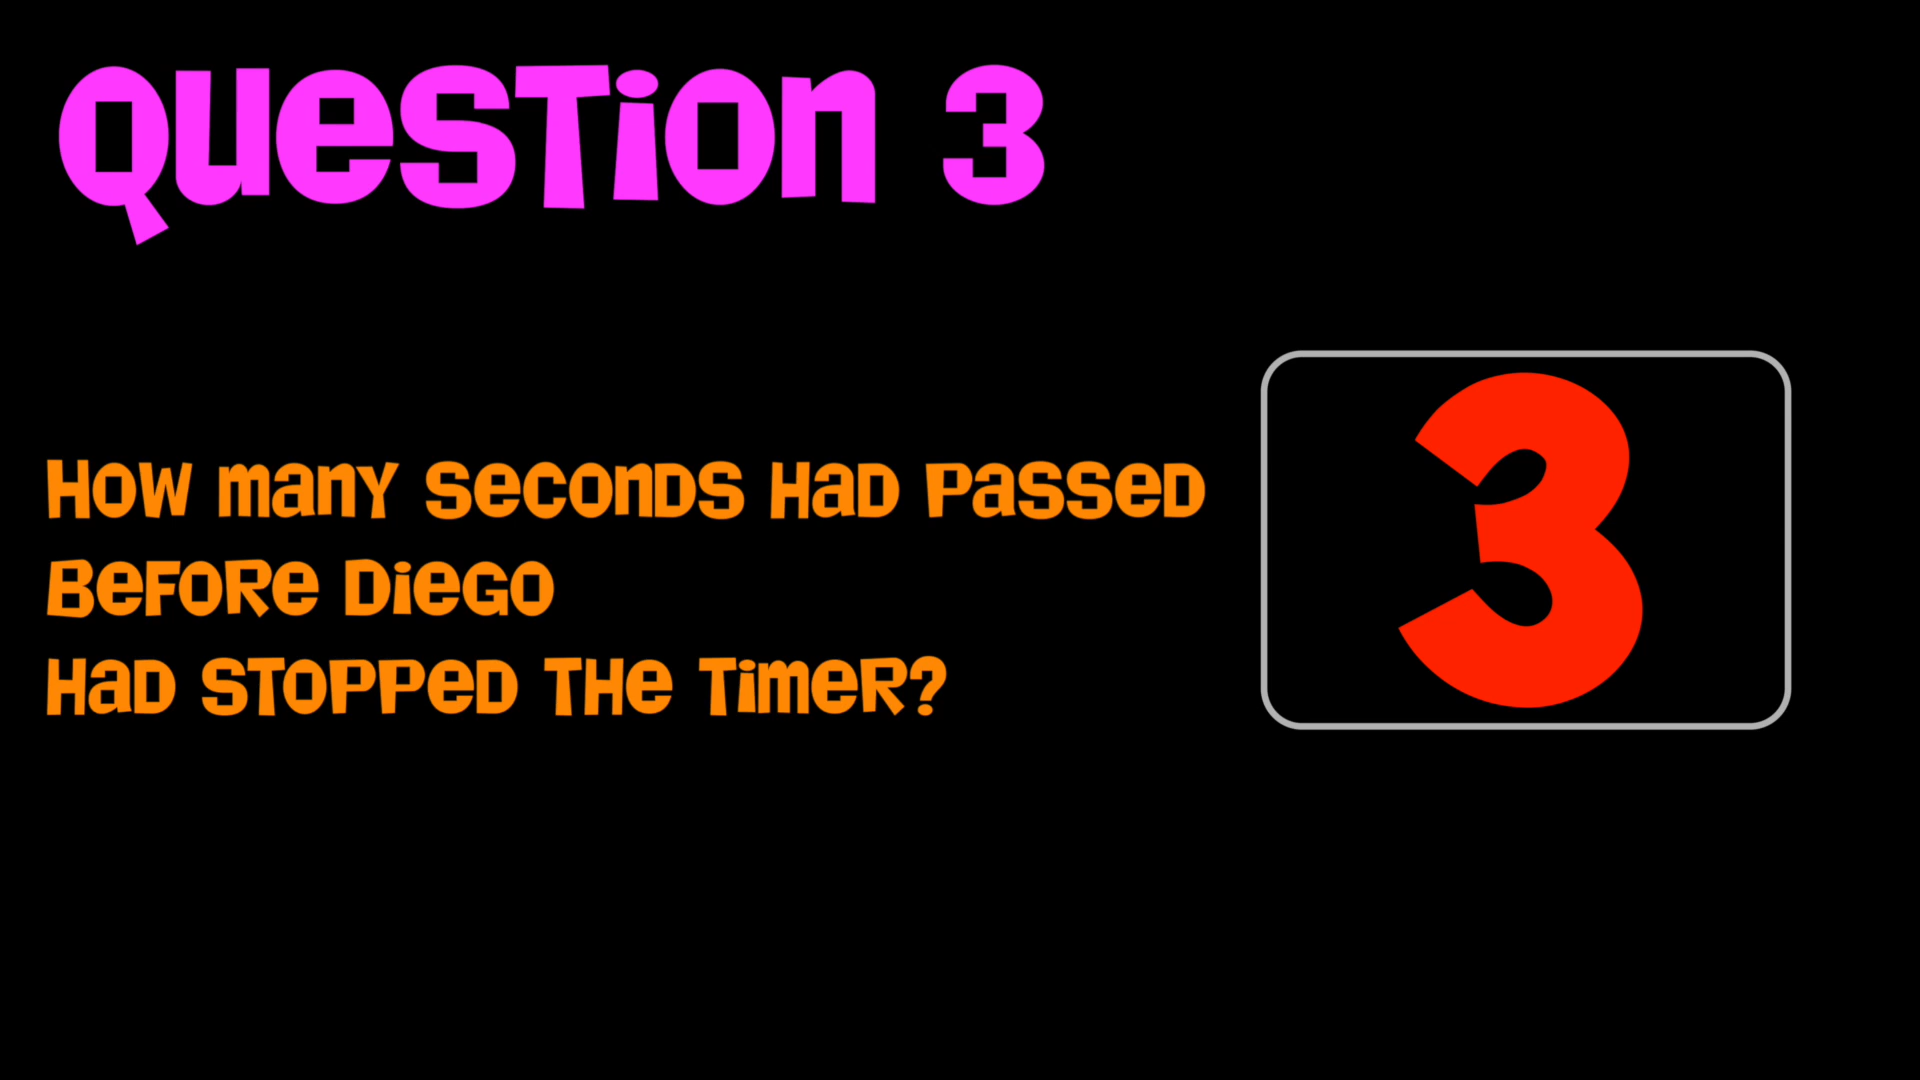 Question 3
How many seconds had passed
before Diego
had stopped the timer?
3